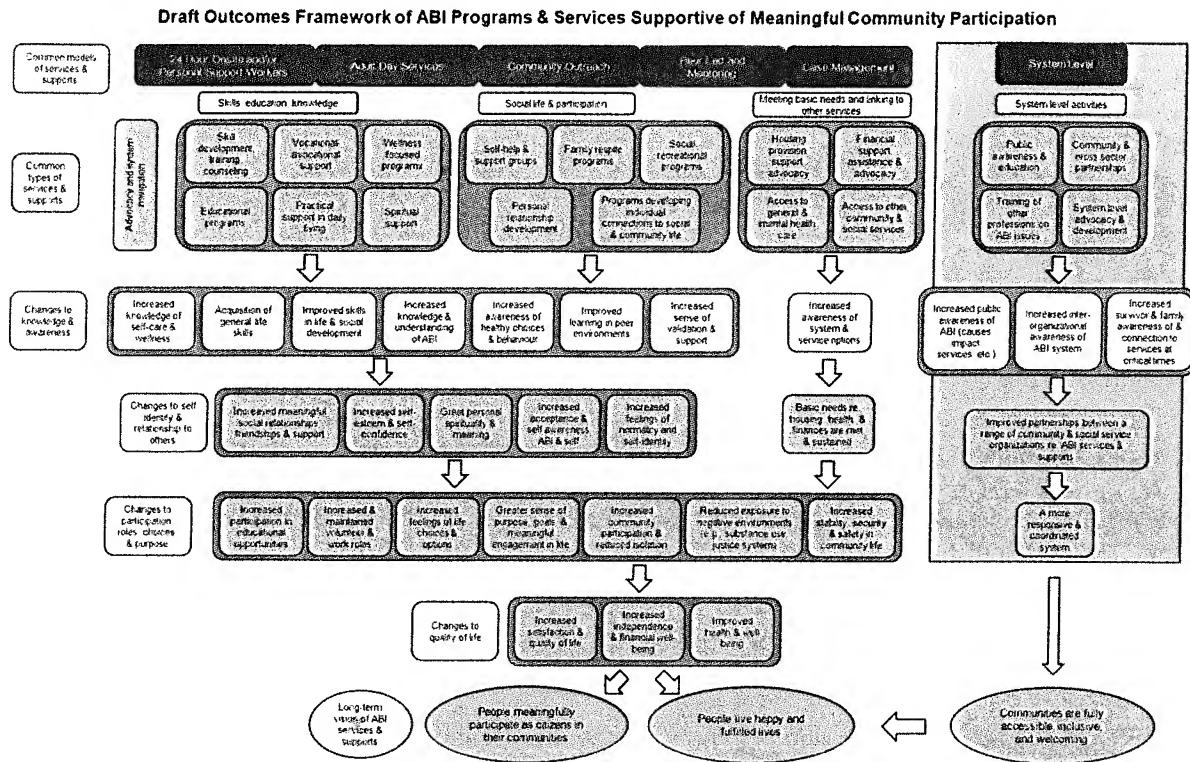 Draft Outcomes Framework of ABI Programs & Services Supportive of Meaningful Community Participation
Common models
of services &
supports
24 Hour Onsite and/or
Personal Support Workers
Adult Day Services
Community Outreach
Peer Led and
Mentoring
Case Management
System Level
Skills education knowledge
Social life & participation
Meeting basic needs and linking to
other services
System level activities
Common
types of
services &
supports
Advocacy and system
navigation
Skill
development
training
counseling
Vocational
avocational
support
Wellness
focused
programs
Educational
programs
Practical
support in daily
living
Spiritual
support
Self-help &
support groups
Family respite
programs
Social
recreational
programs
Personal
relationship
development
Programs developing
individual
connections to social
& community life
Housing
provision
support
advocacy
Financial
support
assistance &
advocacy
Access to
general &
mental health
care
Access to other
community &
social services
Public
awareness &
education
Community &
cross sector
partnerships
Training of
other
professions on
ABI issues
System level
advocacy &
development
Changes to
knowledge &
awareness
Increased
knowledge of
self-care &
wellness
Acquisition of
general life
skills
Improved skills
in life & social
development
Increased
knowledge &
understanding
of ABI
Increased
awareness of
healthy choices
& behaviour
Improved
learning in peer
environments
Increased
sense of
validation &
support
Increased
awareness of
system &
service options
Increased public
awareness of
ABI (causes
impact
services etc.)
Increased inter-
organizational
awareness of
ABI system
Increased
survivor & family
awareness of &
connection to
services at
critical times
Changes to self
identity &
relationship to
others
Increased meaningful
social relationships
friendships & support
Increased self-
esteem & self-
confidence
Great personal
spirituality &
meaning
Increased
acceptance &
self awareness
ABI & self
Increased
feelings of
normalcy and
self-identity
Basic needs re.
housing health &
finances are met
& sustained
Improved partnerships between
a range of community & social service
organizations re. ABI services &
supports
Changes to
participation
roles, choices
& purpose
Increased
participation in
educational
opportunities
Increased &
maintained
volunteer &
work roles
Increased
feelings of life
choices &
options
Greater sense of
purpose, goals &
meaningful
engagement in life
Increased
community
participation &
reduced isolation
Reduced exposure to
negative environments
(e.g., substance use
justice system)
Increased
stability, security
& safety in
community life
A more
responsive &
coordinated
system
Changes to
quality of life
Increased
satisfaction &
quality of life
Increased
independence
& financial well-
being
Improved
health & well-
being
Long-term
vision of ABI
services &
supports
People meaningfully
participate as citizens in
their communities
People live happy and
fulfilled lives
Communities are fully
accessible, inclusive,
and welcoming